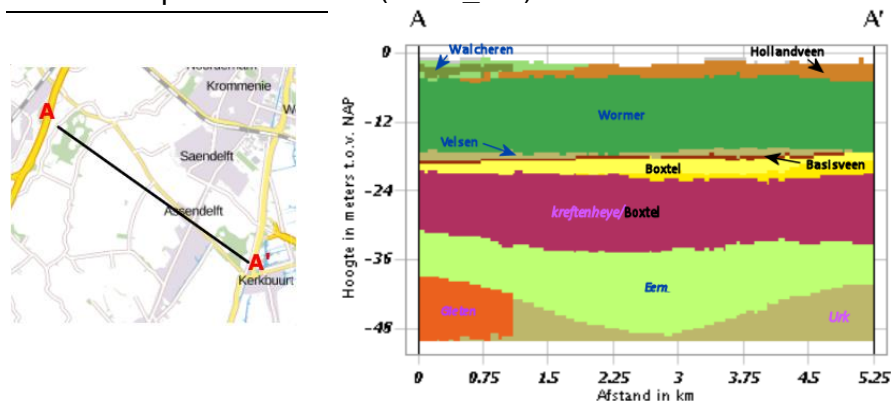 A
A'
Krommenie
Saendelft
Assendelft
A'
Kerkbuurt
A
A'
Hoogte in meters t.o.v. NAP
0
-12
-24
-36
-48
Walcheren
Hollandveen
Wormer
Velsen
Basisveen
Boxtel
kreftenheye/Boxtel
Eem
Gieten
Urk
0
0.75
1.5
2.25
3
3.75
4.5
5.25
Afstand in km